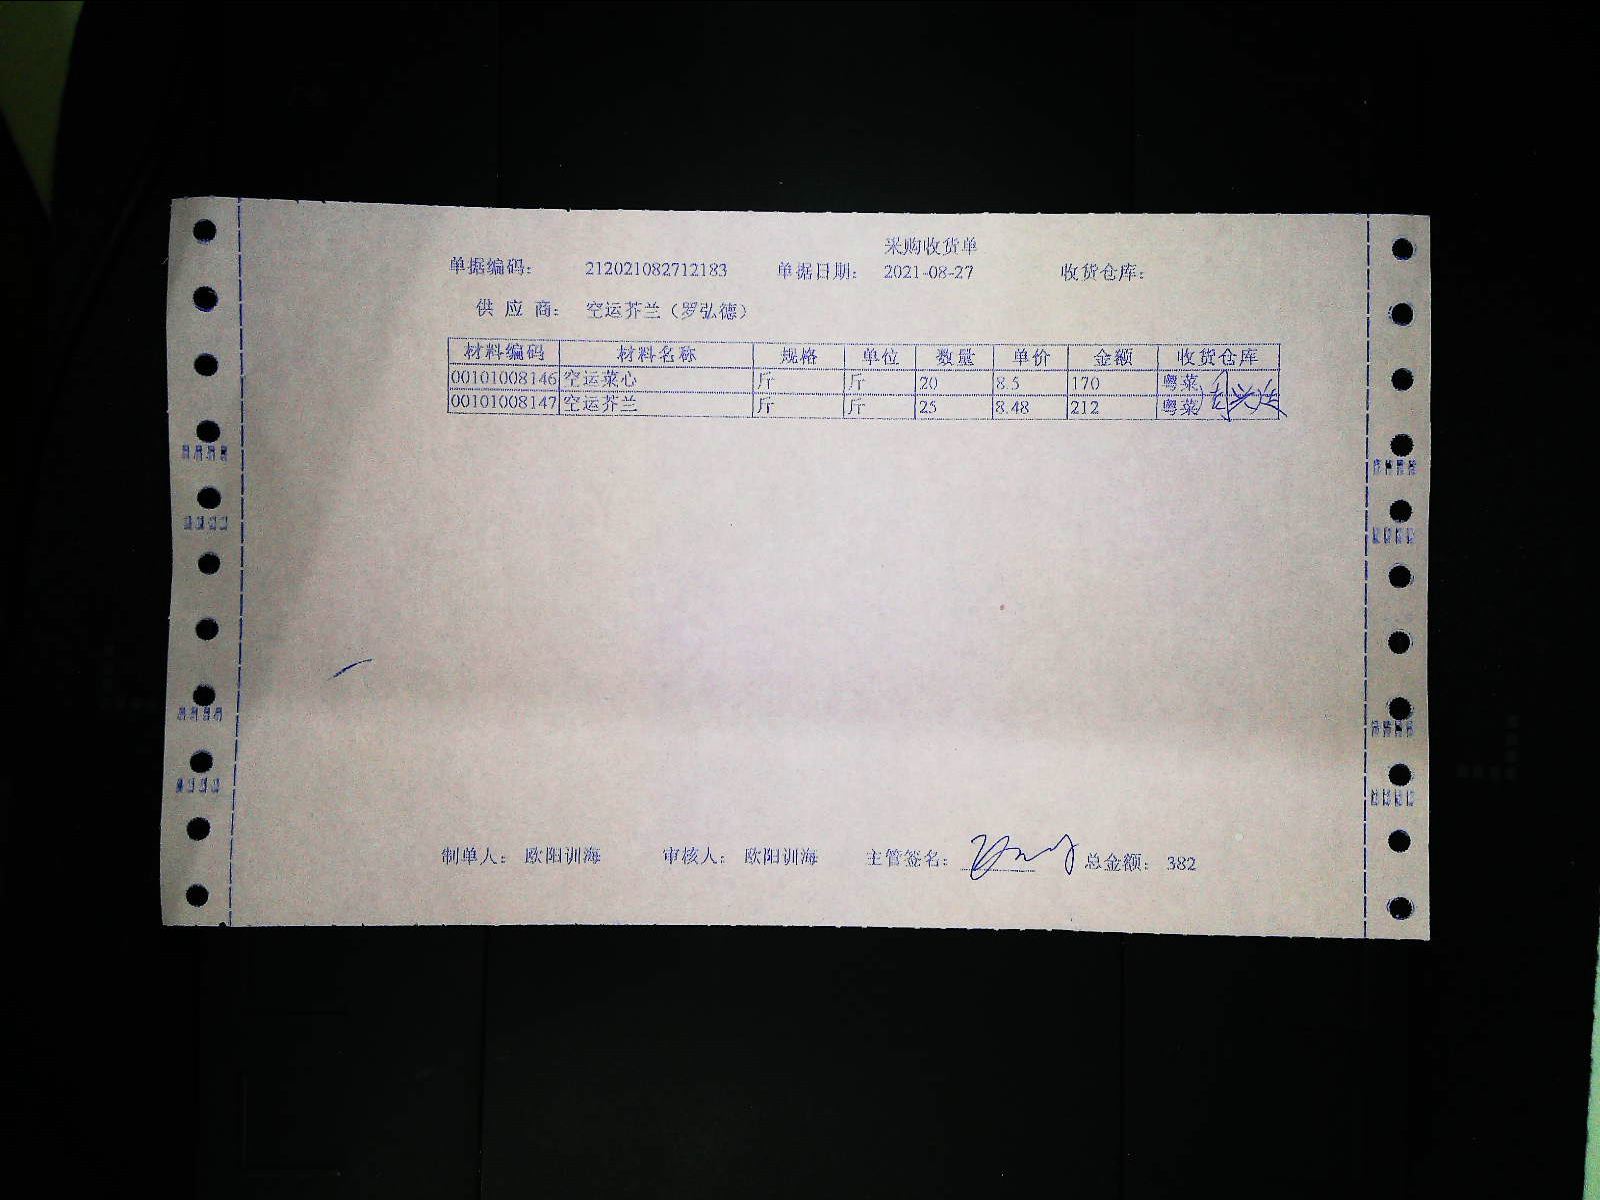 采购收货单
单据编码： 212021082712183 单据日期： 2021-08-27 收货仓库：
供 应 商： 空运芥兰（罗弘德）
材料编码 材料名称 规格 单位 数量 单价 金额 收货仓库
00101008146 空运菜心 斤 斤 20 8.5 170 粤菜
00101008147 空运芥兰 斤 斤 25 8.48 212 粤菜
制单人： 欧阳训海 审核人： 欧阳训海 主管签名： 总金额： 382